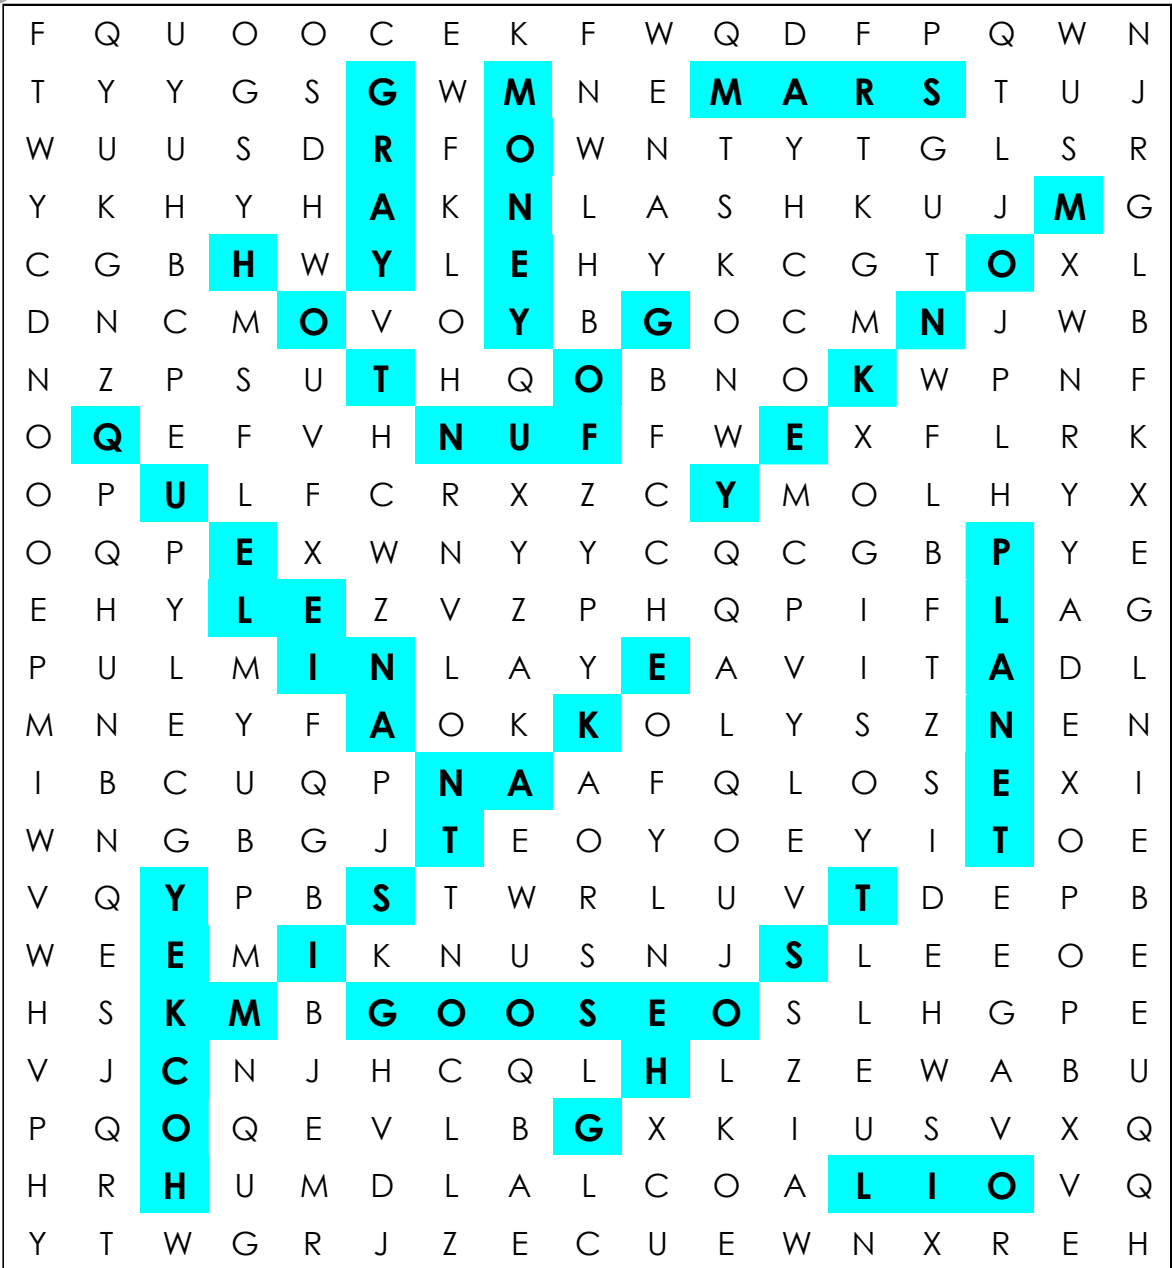 F Q U O O C E K F W Q D F P Q W N
T Y Y G S G W M N E M A R S T U J
W U U S D R F O W N T Y T G L S R
Y K H Y H A K N L A S H K U J M G
C G B H W Y L E H Y K C G T O X L
D N C M O V O Y B G O C M N J W B
N Z P S U T H Q O B N O K W P N F
O Q E F V H N U F F W E X F L R K
O P U L F C R X Z C Y M O L H Y X
O Q P E X W N Y Y C Q C G B P Y E
E H Y L E Z V Z P H Q P I F L A G
P U L M I N L A Y E A V I T A D L
M N E Y F A O K K O L Y S Z N E N
I B C U Q P N A A F Q L O S E X I
W N G B G J T E O Y O E Y I T O E
V Q Y P B S T W R L U V T D E P B
W E E M I K N U S N J S L E E O E
H S K M B G O O S E O S L H G P E
V J C N J H C Q L H L Z E W A B U
P Q O Q E V L B G X K I U S V X Q
H R H U M D L A L C O A L I O V Q
Y T W G R J Z E C U E W N X R E H